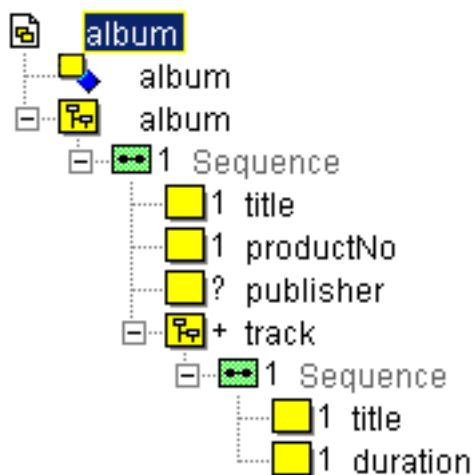 album
album
album
1 Sequence
1 title
1 productNo
? publisher
+ track
1 Sequence
1 title
1 duration